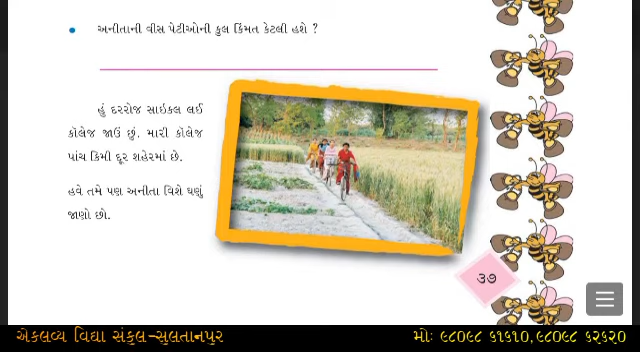 • અનીતાની વીસ પેટીઓની કુલ કિંમત કેટલી હશે ?
હું દરરોજ સાઇકલ લઈ
કૉલેજ જાઉં છું. મારી કૉલેજ
પાંચ કિમી દૂર શહેરમાં છે.
હવે તમે પણ અનીતા વિશે ઘણું
જાણો છો.
૩૭
એકલવ્ય વિદ્યા સંકુલ-સુલતાનપુર
મોઃ ૯૮૦૯૮ ૬૧૬૧૦,૯૮૦૯૮ ૬૨૬૨૦